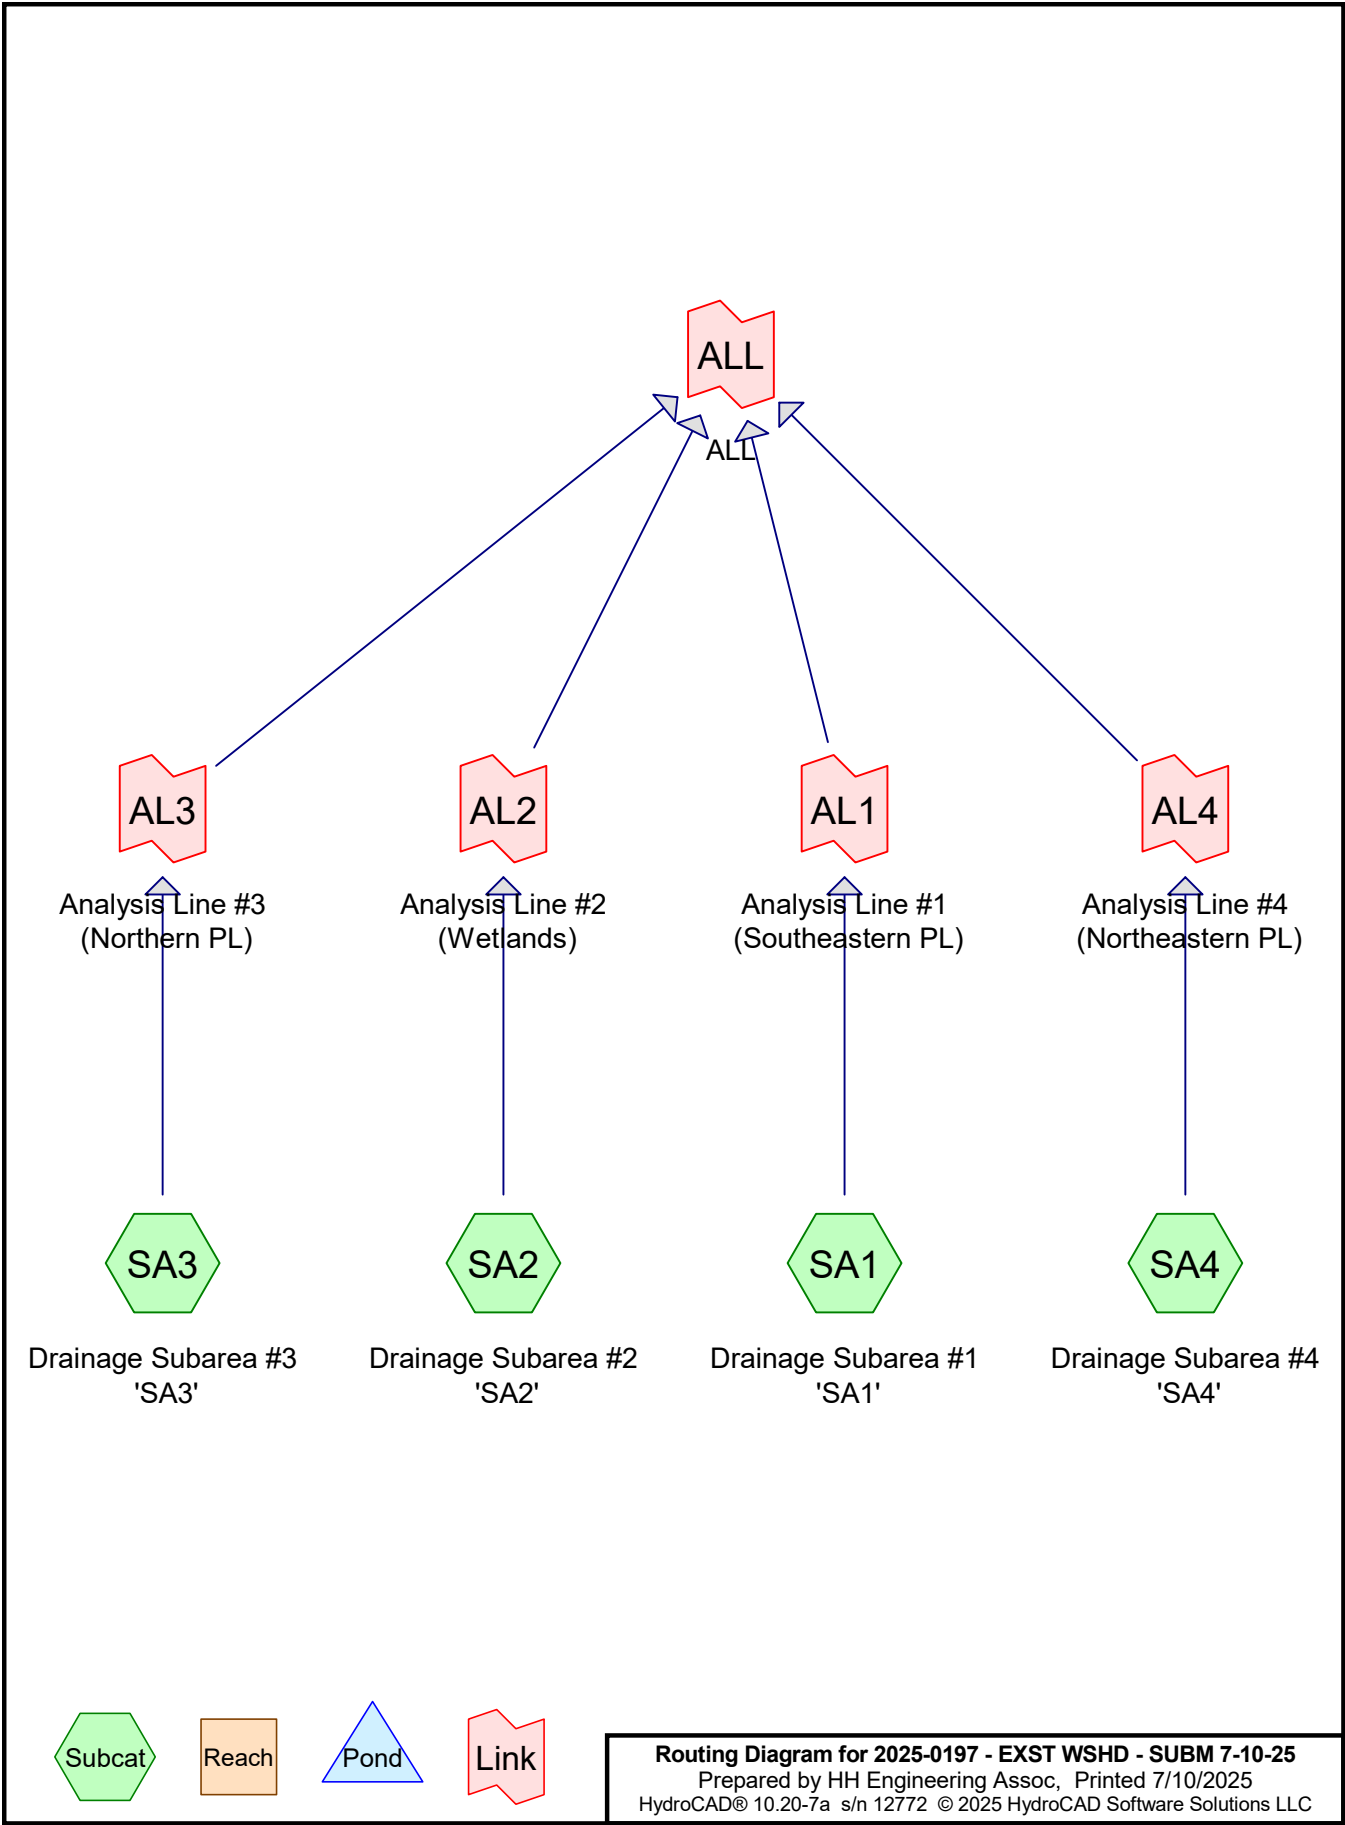 ALL
ALL
AL3
AL2
AL1
AL4
Analysis Line #3
(Northern PL)
Analysis Line #2
(Wetlands)
Analysis Line #1
(Southeastern PL)
Analysis Line #4
(Northeastern PL)
SA3
SA2
SA1
SA4
Drainage Subarea #3
'SA3'
Drainage Subarea #2
'SA2'
Drainage Subarea #1
'SA1'
Drainage Subarea #4
'SA4'
Subcat
Reach
Pond
Link
Routing Diagram for 2025-0197 - EXST WSHD - SUBM 7-10-25
Prepared by HH Engineering Assoc, Printed 7/10/2025
HydroCAD® 10.20-7a s/n 12772 © 2025 HydroCAD Software Solutions LLC